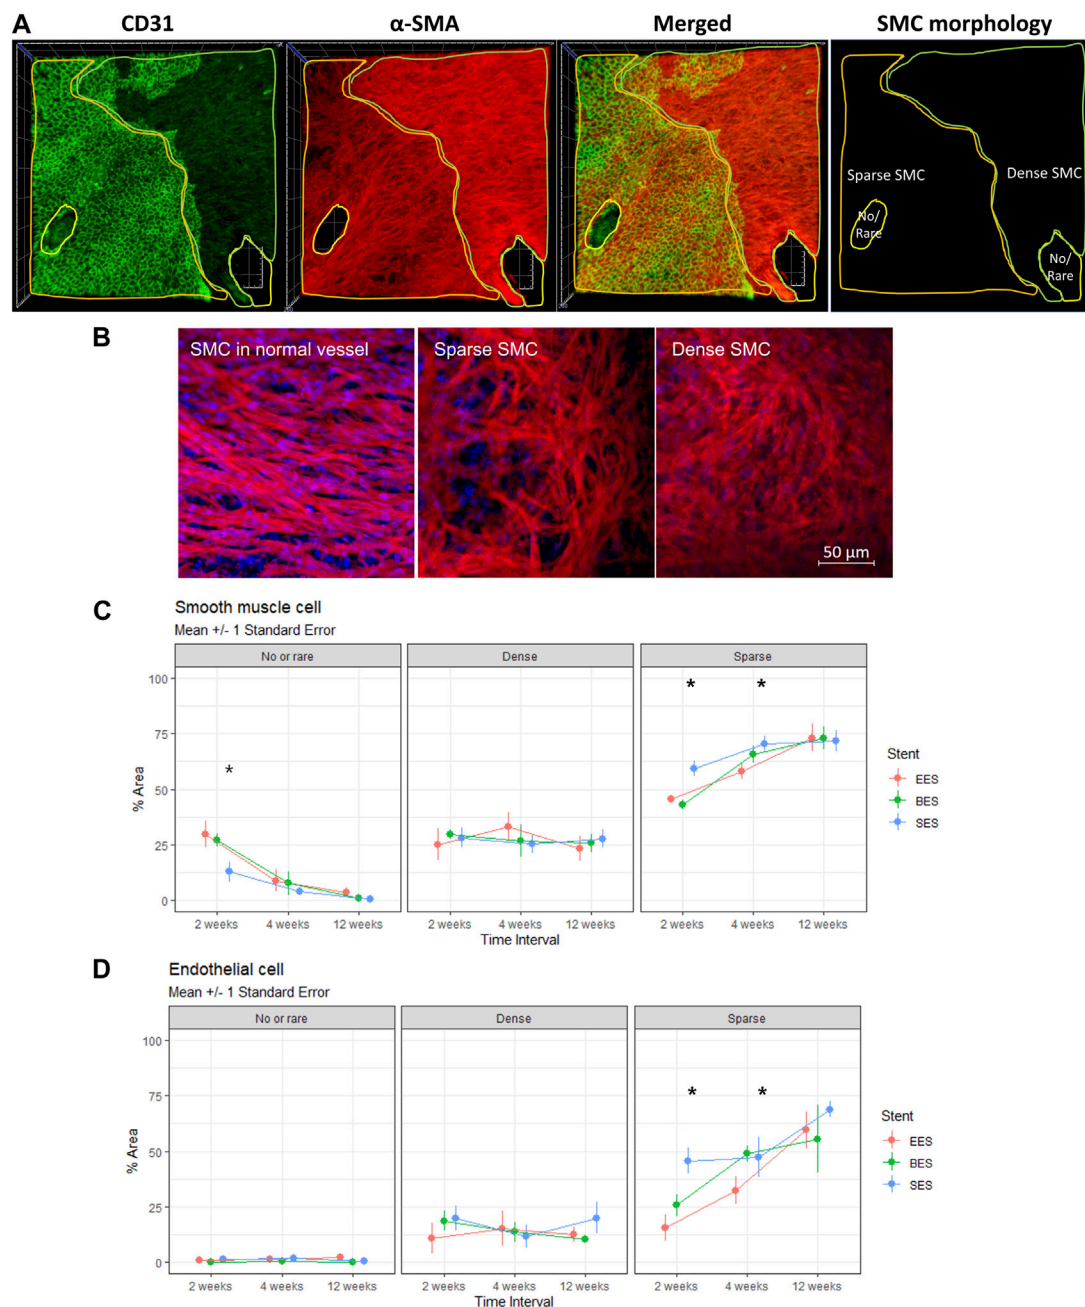 A
CD31
α-SMA
Merged
SMC morphology
Sparse SMC
Dense SMC
No/
Rare
No/
Rare
B
SMC in normal vessel
Sparse SMC
Dense SMC
50 µm
C
Smooth muscle cell
Mean +/- 1 Standard Error
No or rare
Dense
Sparse
100
75
50
25
0
% Area
*
*
*
2 weeks
4 weeks
12 weeks
2 weeks
4 weeks
12 weeks
2 weeks
4 weeks
12 weeks
Time Interval
Stent
EES
BES
SES
D
Endothelial cell
Mean +/- 1 Standard Error
No or rare
Dense
Sparse
100
75
50
25
0
% Area
*
*
2 weeks
4 weeks
12 weeks
2 weeks
4 weeks
12 weeks
2 weeks
4 weeks
12 weeks
Time Interval
Stent
EES
BES
SES